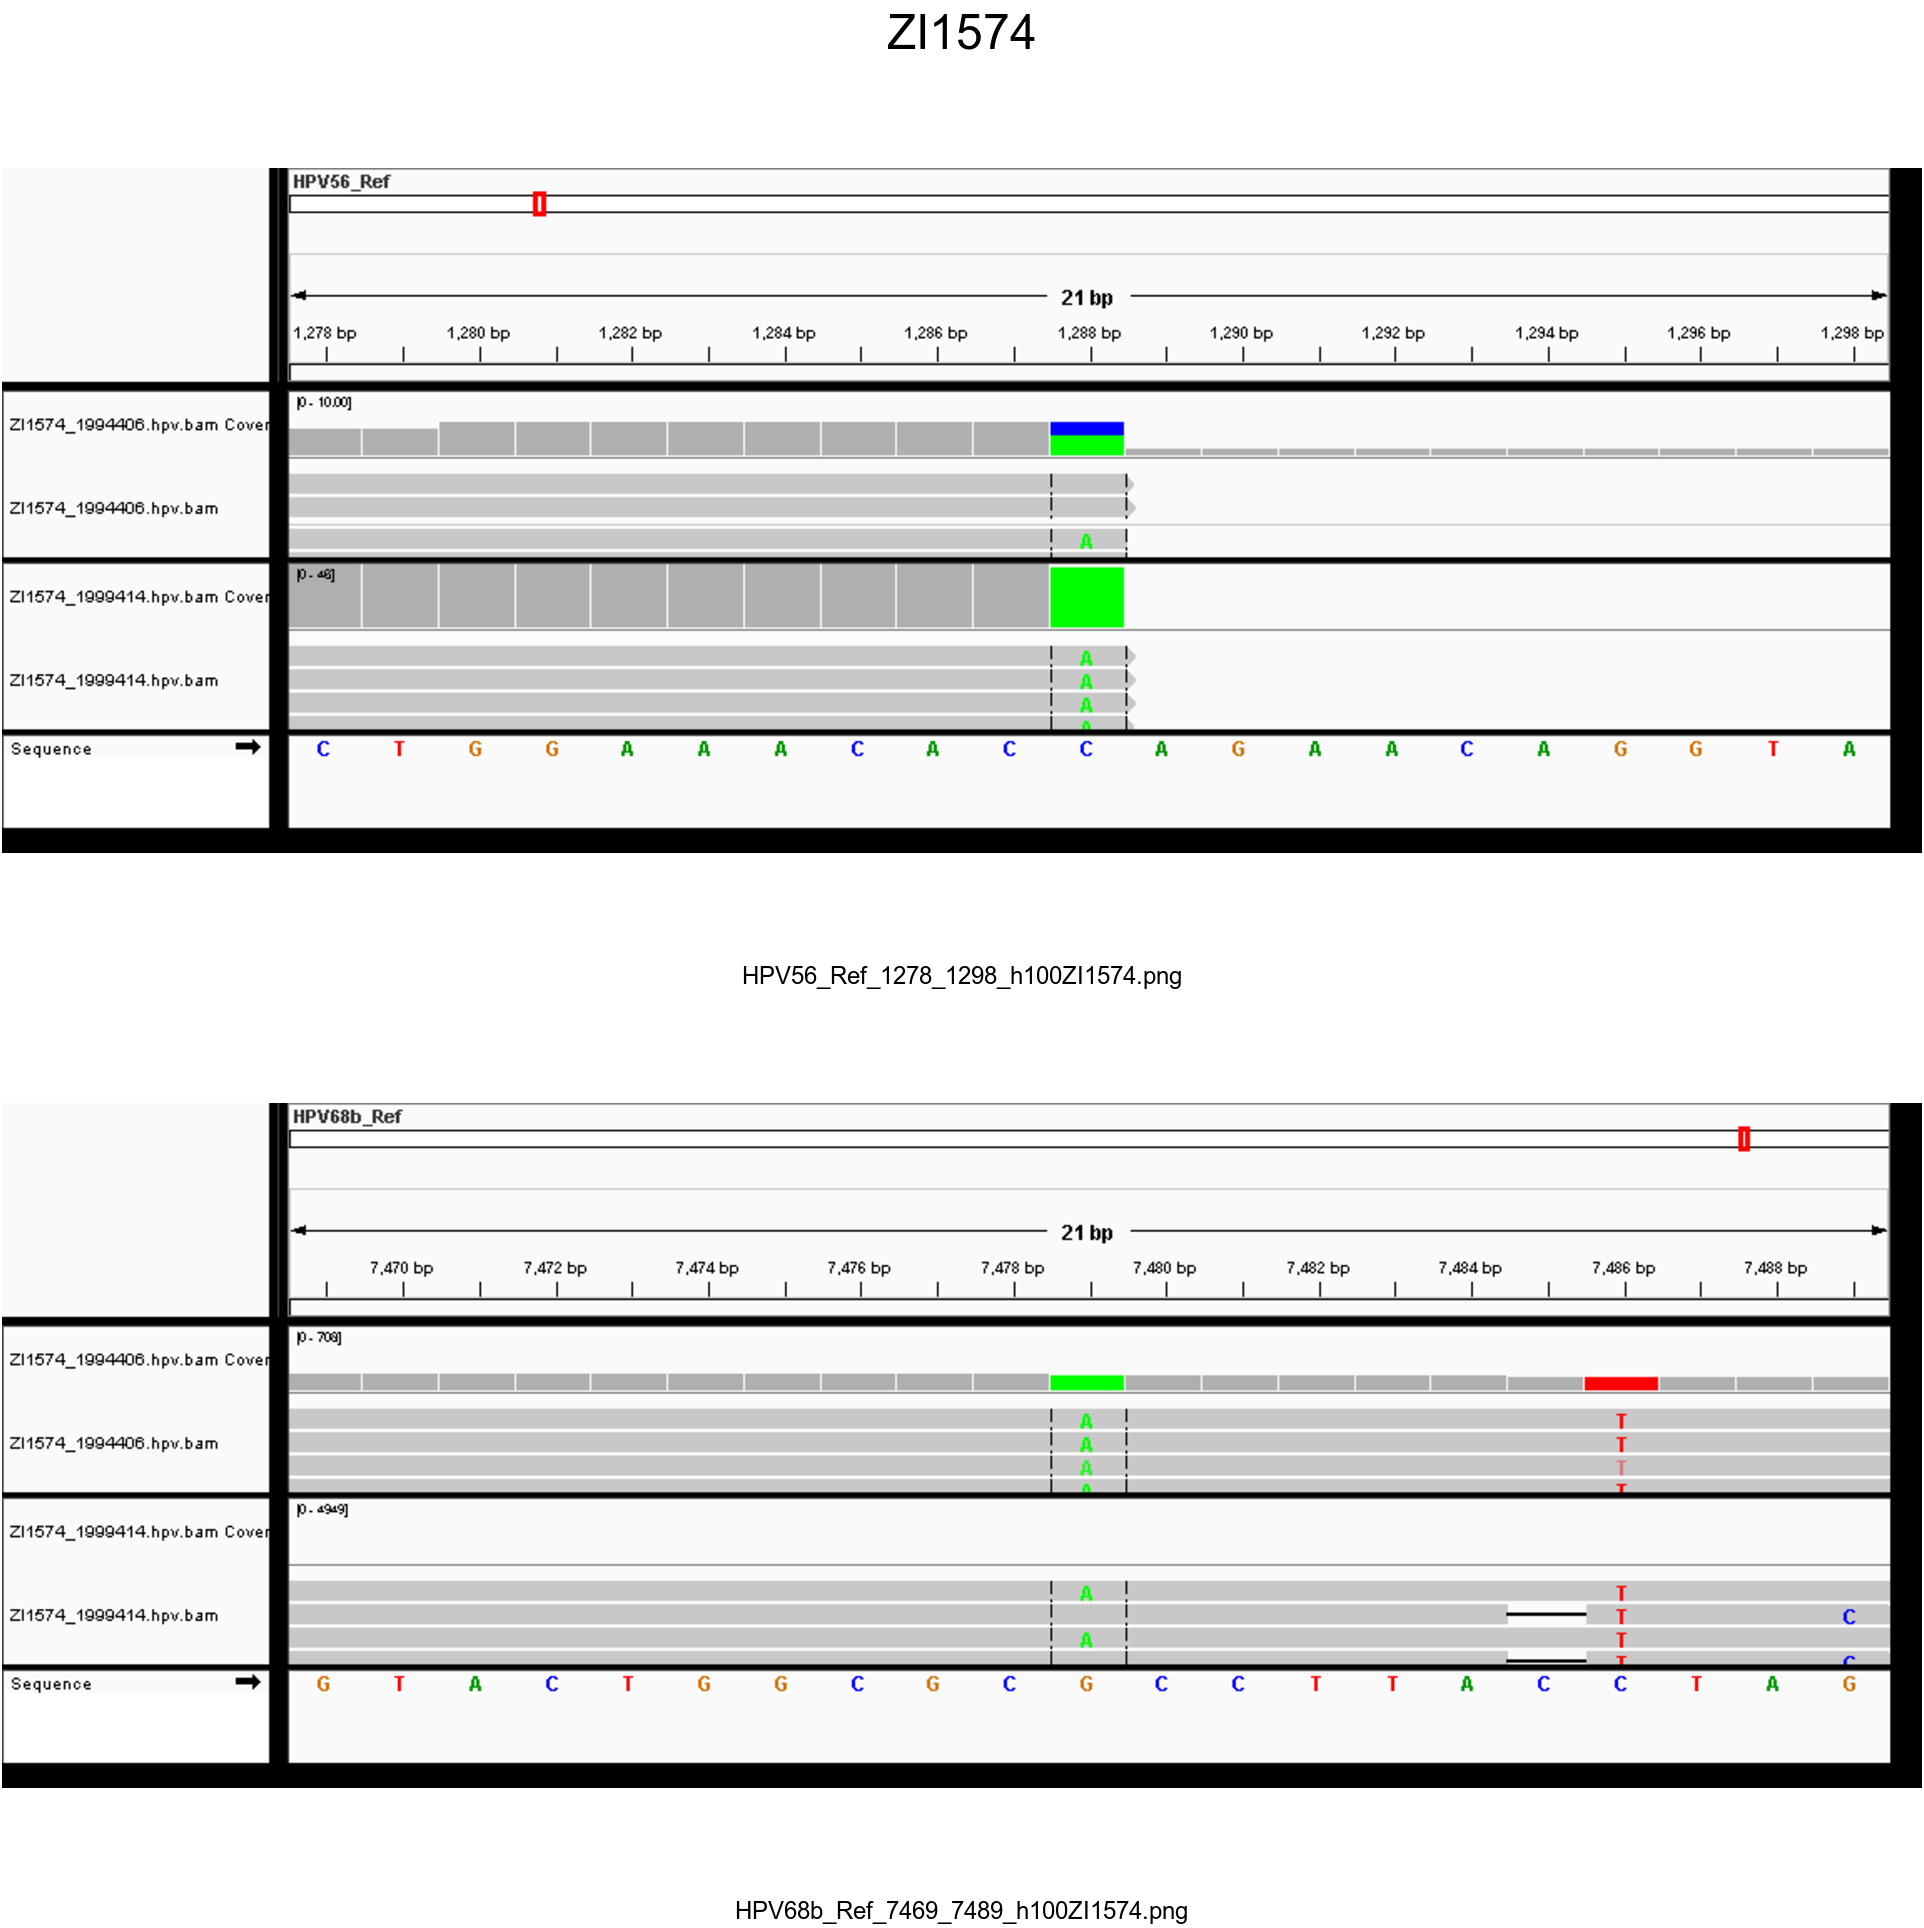 ZI1574
HPV56_Ref
21 bp
1,278 bp 1,280 bp 1,282 bp 1,284 bp 1,286 bp 1,288 bp 1,290 bp 1,292 bp 1,294 bp 1,296 bp 1,298 bp
[0 - 10.00]
ZI1574_1994406.hpv.bam Cover
ZI1574_1994406.hpv.bam
A
[0 - 46]
ZI1574_1999414.hpv.bam Cover
A
ZI1574_1999414.hpv.bam
A
A
A
Sequence C T G G A A A C A C C A G A A C A G G T A
HPV56_Ref_1278_1298_h100ZI1574.png
HPV68b_Ref
21 bp
7,470 bp 7,472 bp 7,474 bp 7,476 bp 7,478 bp 7,480 bp 7,482 bp 7,484 bp 7,486 bp 7,488 bp
[0 - 708]
ZI1574_1994406.hpv.bam Cover
A T
ZI1574_1994406.hpv.bam
A T
A T
A T
[0 - 4949]
ZI1574_1999414.hpv.bam Cover
A T
ZI1574_1999414.hpv.bam
T C
A T
T C
Sequence G T A C T G G C G C G C C T T A C C T A G
HPV68b_Ref_7469_7489_h100ZI1574.png